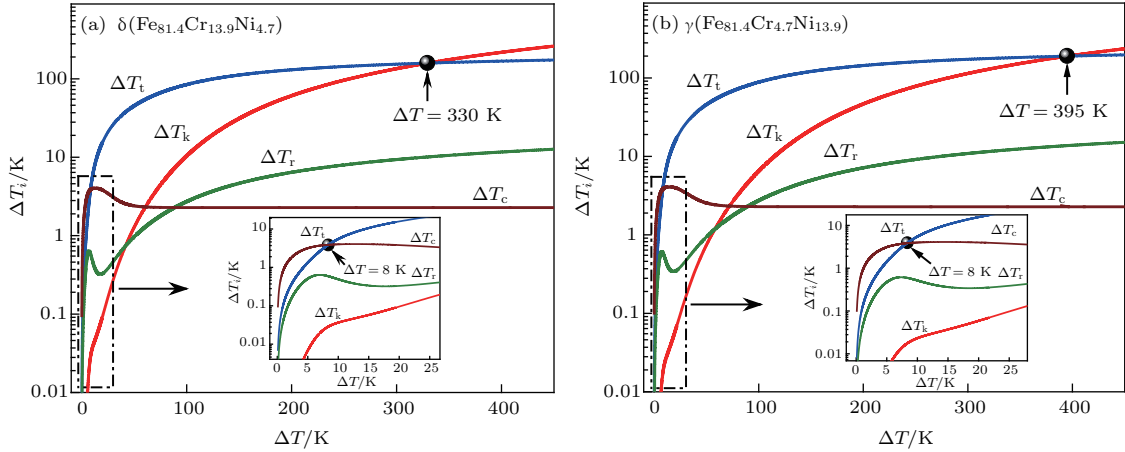 (a) δ(Fe81.4Cr13.9Ni4.7)
ΔTi/K
100
10
1
0.1
0.01
ΔTt
ΔTk
ΔTr
ΔTc
ΔT = 330 K
ΔTi/K
10
1
0.1
0.01
ΔTt
ΔTc
ΔT = 8 K
ΔTr
ΔTk
0 5 10 15 20 25
ΔT/K
0 100 200 300 400
ΔT/K
(b) γ(Fe81.4Cr4.7Ni13.9)
ΔTi/K
100
10
1
0.1
0.01
ΔTt
ΔTk
ΔTr
ΔTc
ΔT = 395 K
ΔTi/K
10
1
0.1
0.01
ΔTt
ΔTc
ΔT = 8 K
ΔTr
ΔTk
0 5 10 15 20 25
ΔT/K
0 100 200 300 400
ΔT/K